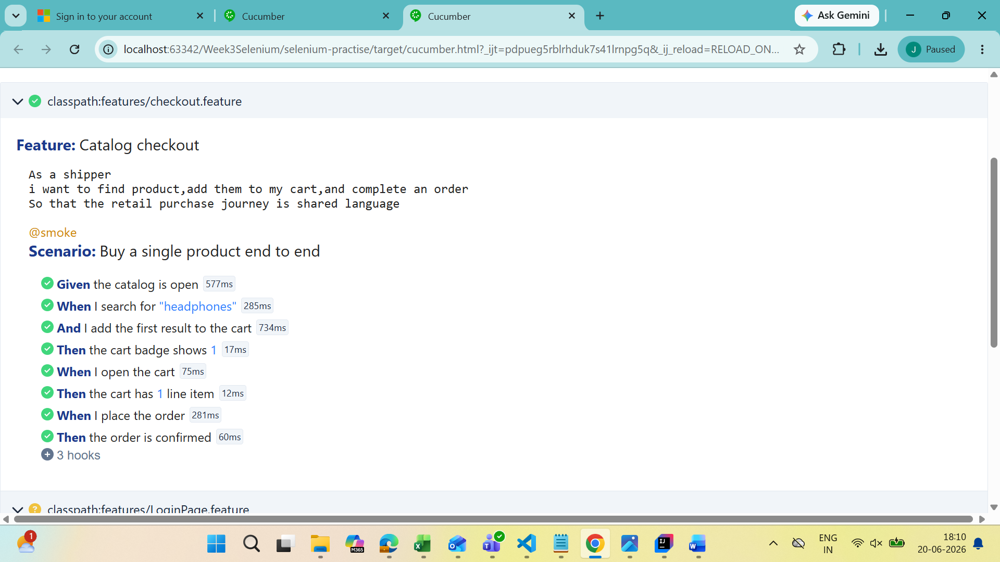 Sign in to your account
Cucumber
Cucumber
Ask Gemini
localhost:63342/Week3Selenium/selenium-practise/target/cucumber.html?_ijt=pdpueg5rblrhduk7s41lrnpg5q&_ij_reload=RELOAD_ON...
J Paused
classpath:features/checkout.feature
Feature: Catalog checkout
As a shipper
i want to find product,add them to my cart,and complete an order
So that the retail purchase journey is shared language
@smoke
Scenario: Buy a single product end to end
Given the catalog is open 577ms
When I search for "headphones" 285ms
And I add the first result to the cart 734ms
Then the cart badge shows 1 17ms
When I open the cart 75ms
Then the cart has 1 line item 12ms
When I place the order 281ms
Then the order is confirmed 60ms
3 hooks
classpath:features/LoginPage.feature
1
M365
ENG
IN
18:10
20-06-2026